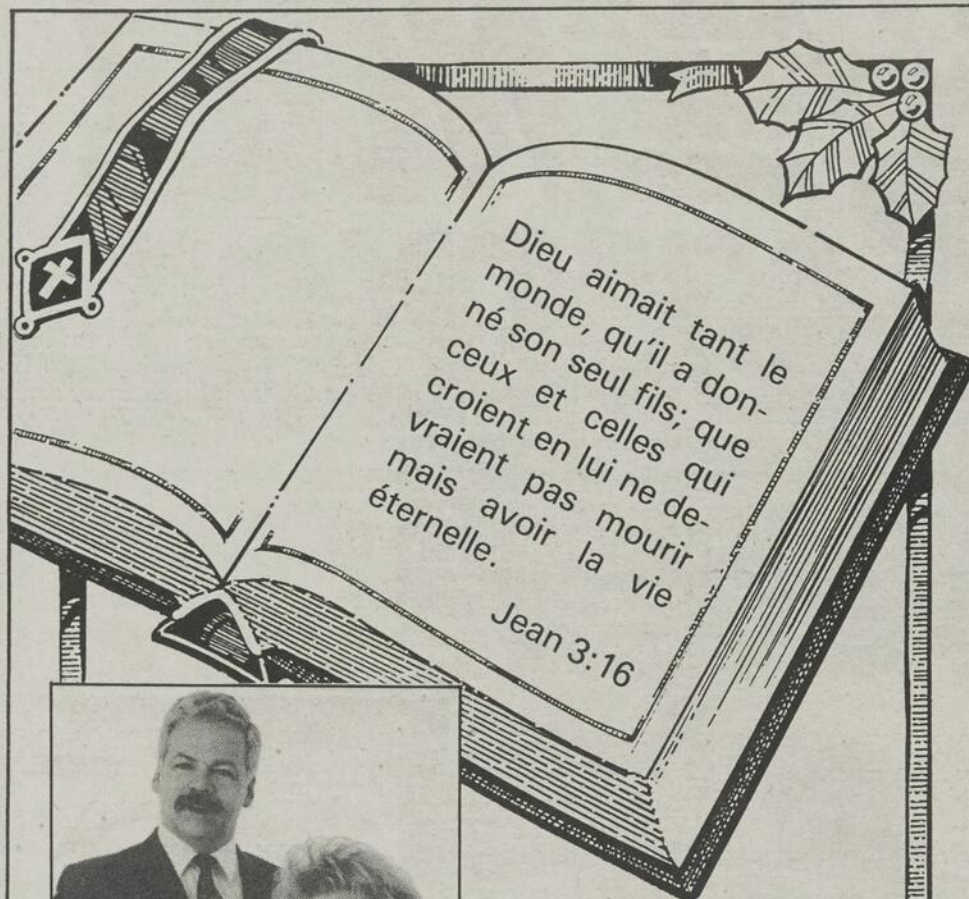 Dieu aimait tant le
monde, qu'il a don-
né son seul fils; que
ceux et celles qui
croient en lui ne de-
vraient pas mourir
mais avoir la vie
éternelle.
Jean 3:16